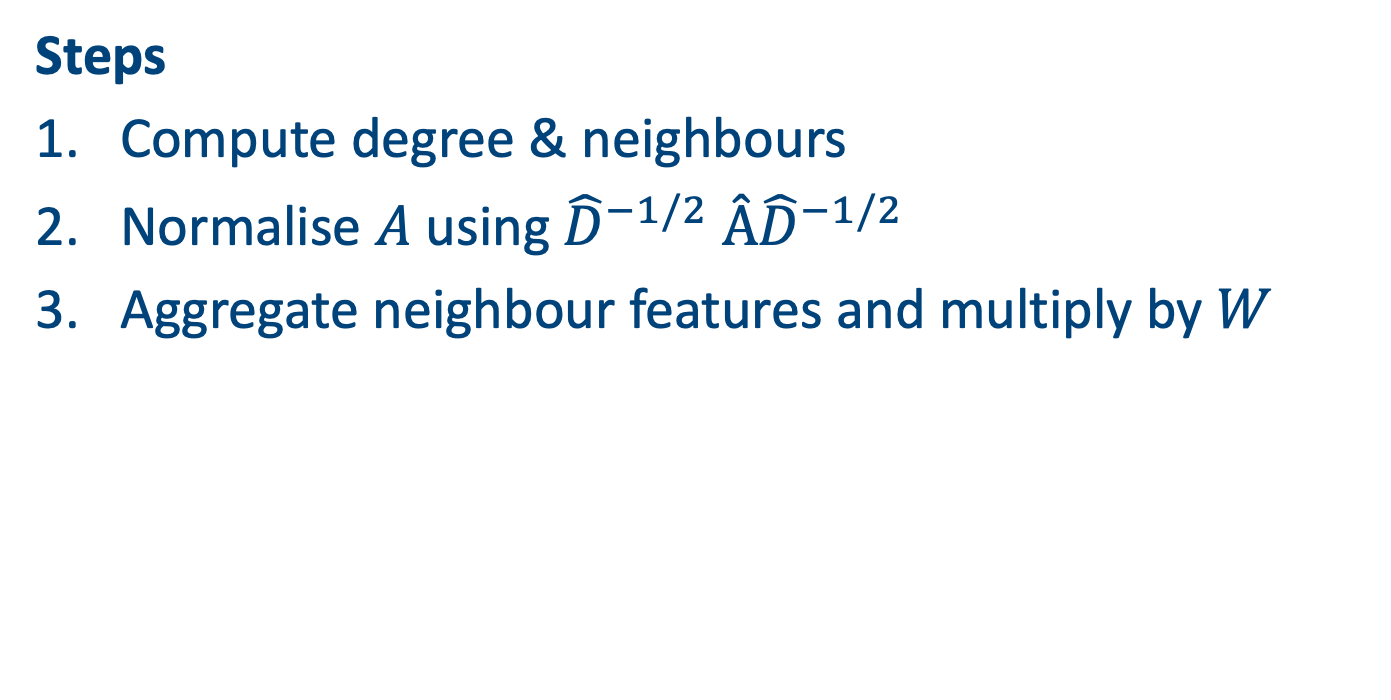 Steps
1. Compute degree & neighbours
2. Normalise A using D̂⁻¹/² ÂD̂⁻¹/²
3. Aggregate neighbour features and multiply by W